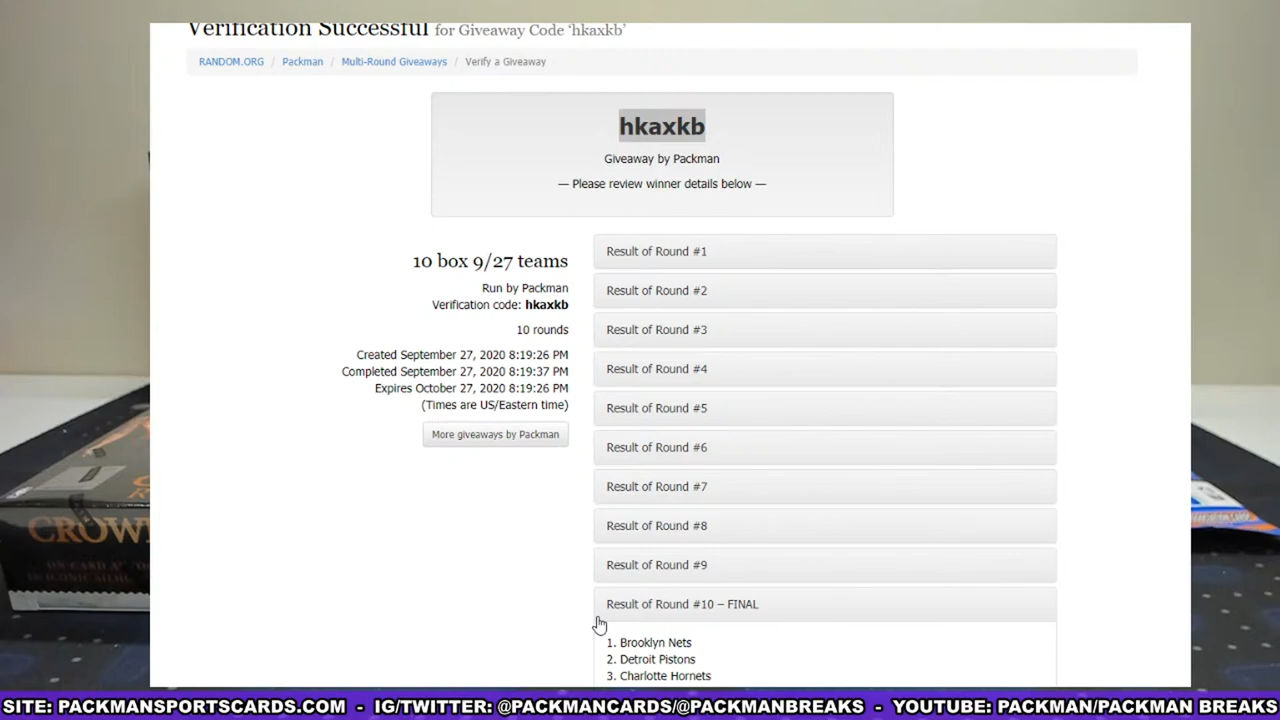 Verification Successful for Giveaway Code 'hkaxkb'
RANDOM.ORG / Packman / Multi-Round Giveaways / Verify a Giveaway
hkaxkb
Giveaway by Packman
— Please review winner details below —
10 box 9/27 teams
Run by Packman
Verification code: hkaxkb
10 rounds
Created September 27, 2020 8:19:26 PM
Completed September 27, 2020 8:19:37 PM
Expires October 27, 2020 8:19:26 PM
(Times are US/Eastern time)
More giveaways by Packman
Result of Round #1
Result of Round #2
Result of Round #3
Result of Round #4
Result of Round #5
Result of Round #6
Result of Round #7
Result of Round #8
Result of Round #9
Result of Round #10 – FINAL
1. Brooklyn Nets
2. Detroit Pistons
3. Charlotte Hornets
CROW
SITE: PACKMANSPORTSCARDS.COM - IG/TWITTER: @PACKMANCARDS/@PACKMANBREAKS - YOUTUBE: PACKMAN/PACKMAN BREAKS